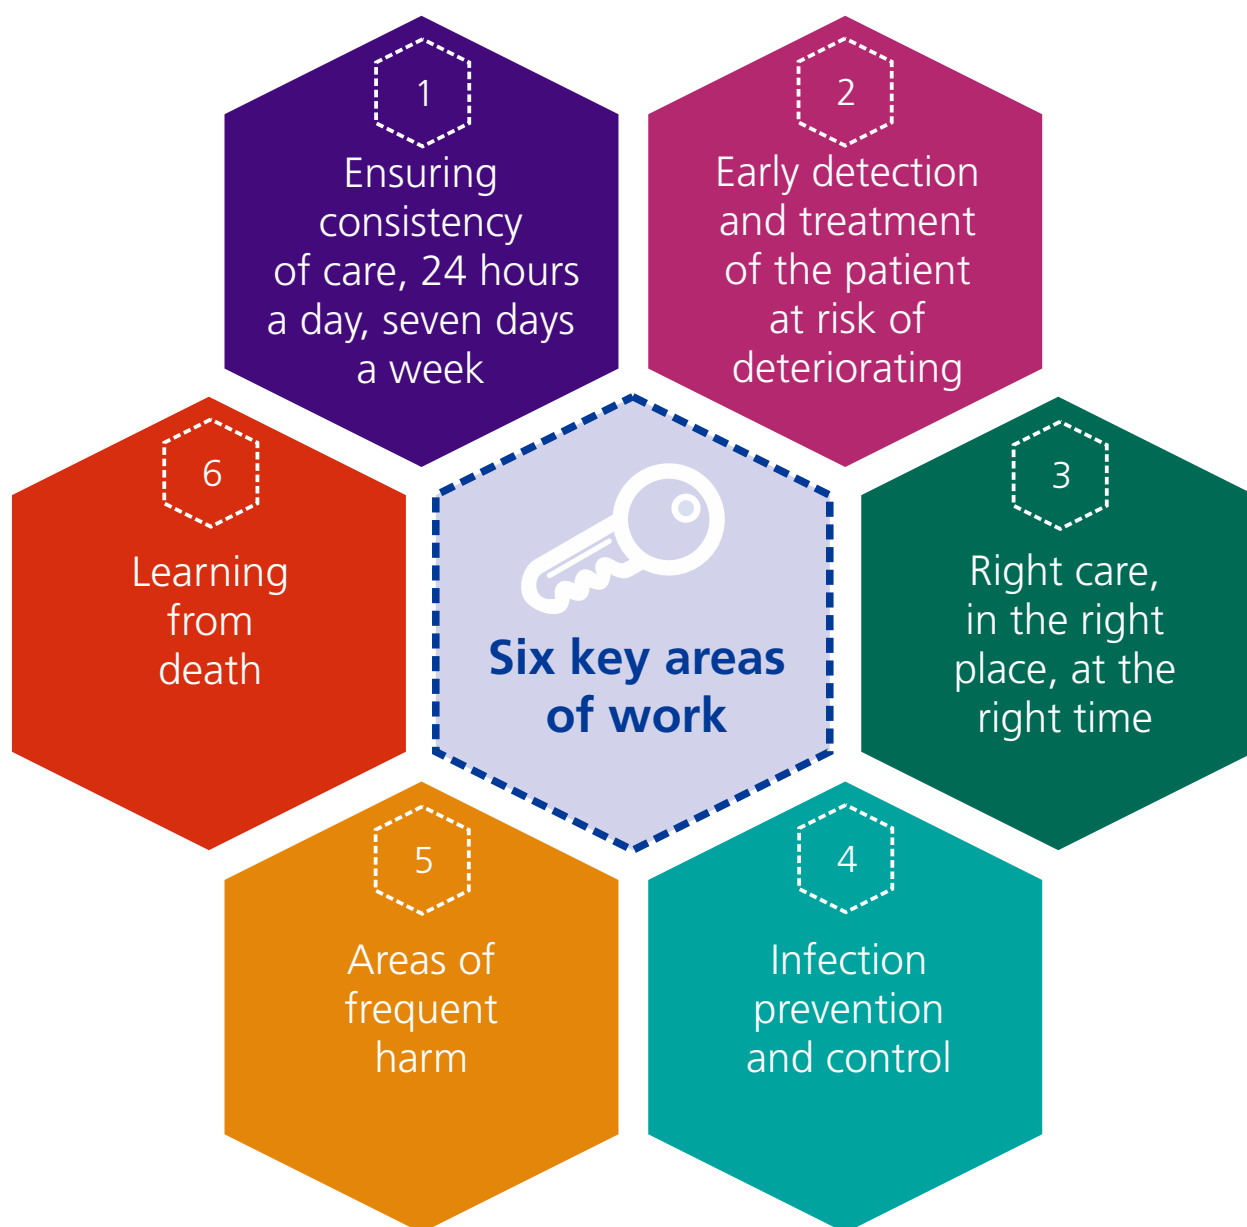 1
Ensuring
consistency
of care, 24 hours
a day, seven days
a week
2
Early detection
and treatment
of the patient
at risk of
deteriorating
3
Right care,
in the right
place, at the
right time
4
Infection
prevention
and control
5
Areas of
frequent
harm
6
Learning
from
death
Six key areas
of work